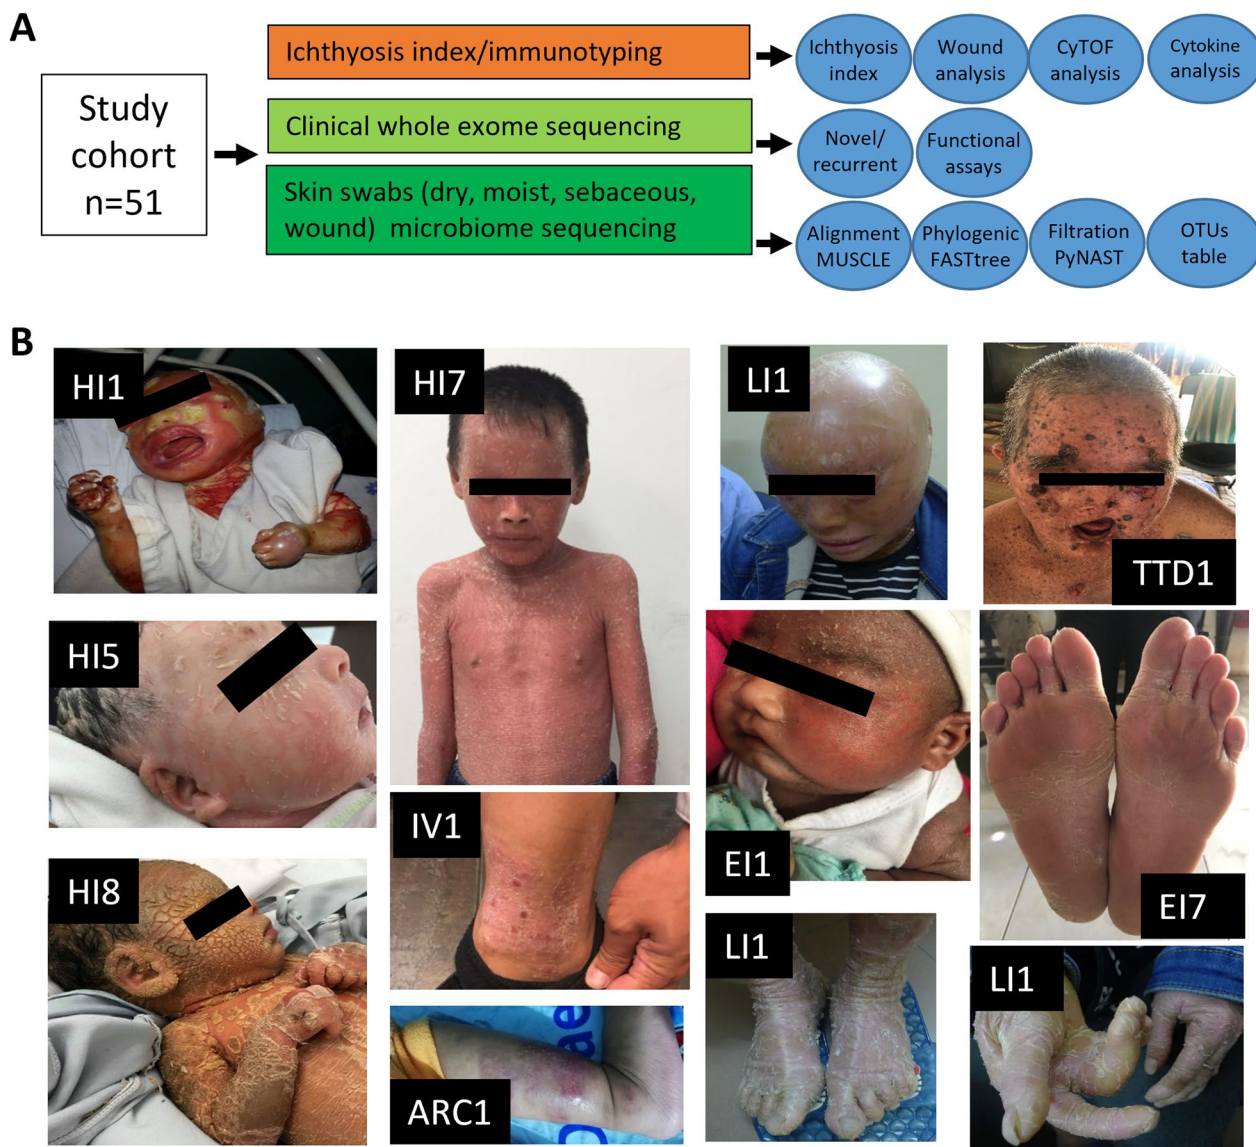 A
Study
cohort
n=51
Ichthyosis index/immunotyping
Ichthyosis
index
Wound
analysis
CyTOF
analysis
Cytokine
analysis
Clinical whole exome sequencing
Novel/
recurrent
Functional
assays
Skin swabs (dry, moist, sebaceous,
wound)  microbiome sequencing
Alignment
MUSCLE
Phylogenic
FASTtree
Filtration
PyNAST
OTUs
table
B
HI1
HI7
LI1
TTD1
HI5
IV1
EI1
EI7
HI8
ARC1
LI1
LI1